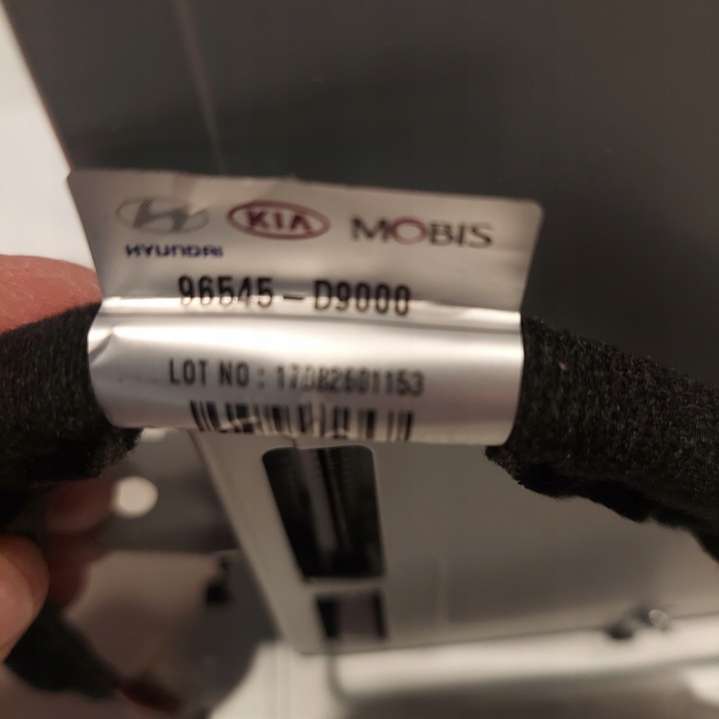 HYUNDAI KIA MOBIS
96545-D9000
LOT NO : 17082601153